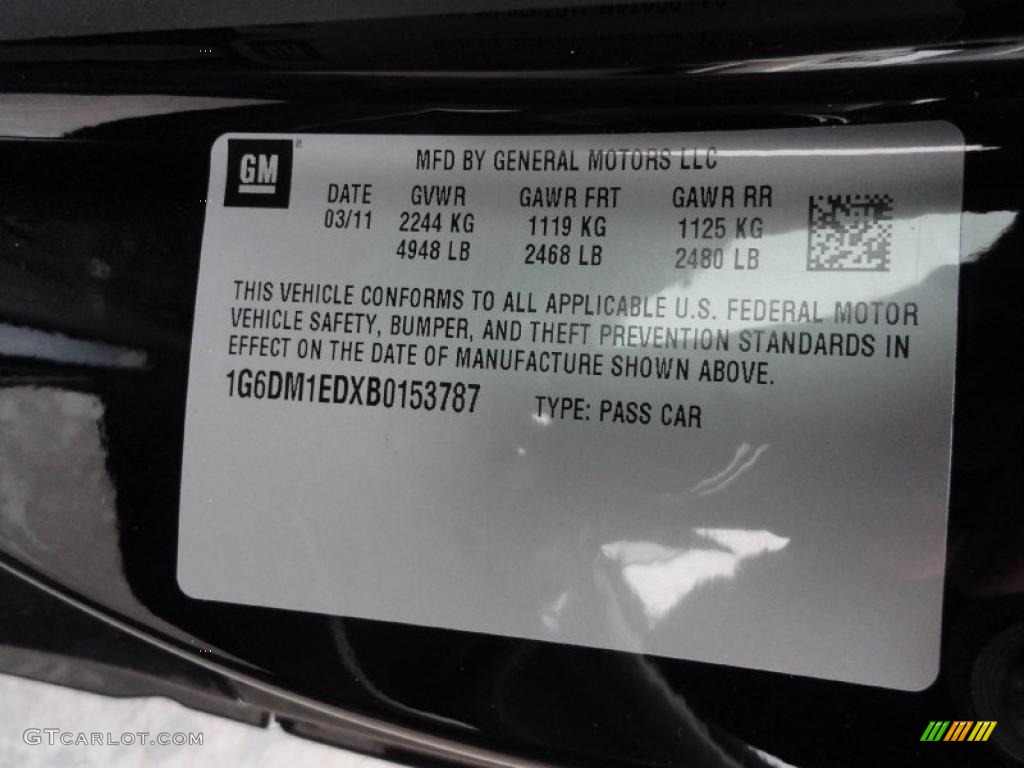 GM
MFD BY GENERAL MOTORS LLC
DATE GVWR GAWR FRT GAWR RR
03/11 2244 KG 1119 KG 1125 KG
4948 LB 2468 LB 2480 LB
THIS VEHICLE CONFORMS TO ALL APPLICABLE U.S. FEDERAL MOTOR
VEHICLE SAFETY, BUMPER, AND THEFT PREVENTION STANDARDS IN
EFFECT ON THE DATE OF MANUFACTURE SHOWN ABOVE.
1G6DM1EDXB0153787 TYPE: PASS CAR
GTCARLOT.COM